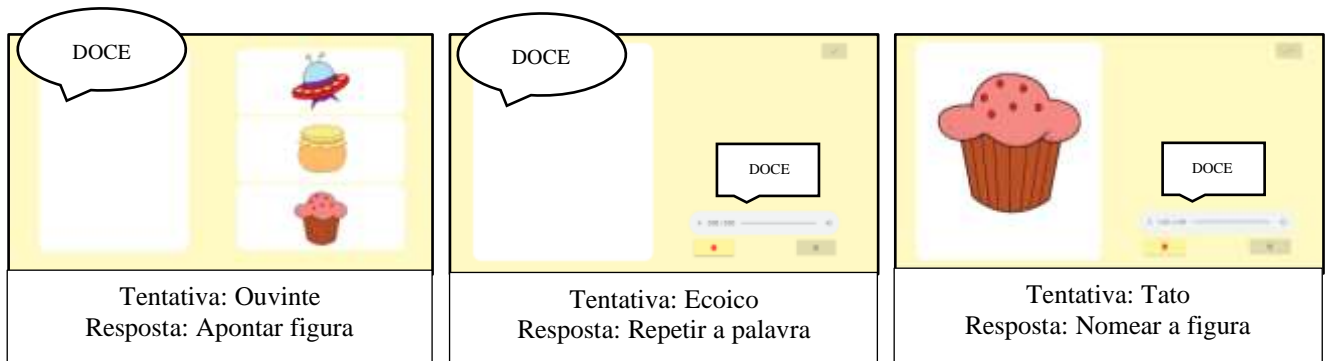 DOCE
Tentativa: Ouvinte
Resposta: Apontar figura
DOCE
DOCE
Tentativa: Ecoico
Resposta: Repetir a palavra
DOCE
Tentativa: Tato
Resposta: Nomear a figura